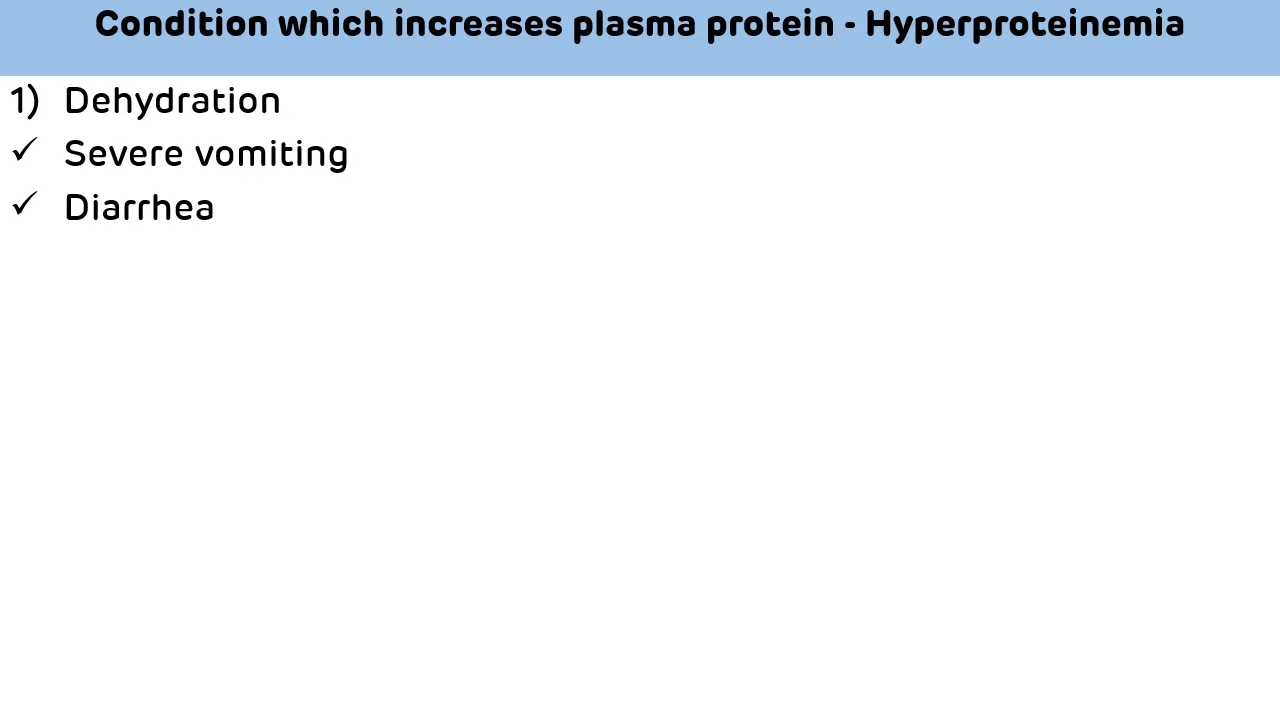 Condition which increases plasma protein - Hyperproteinemia
1) Dehydration
✓ Severe vomiting
✓ Diarrhea